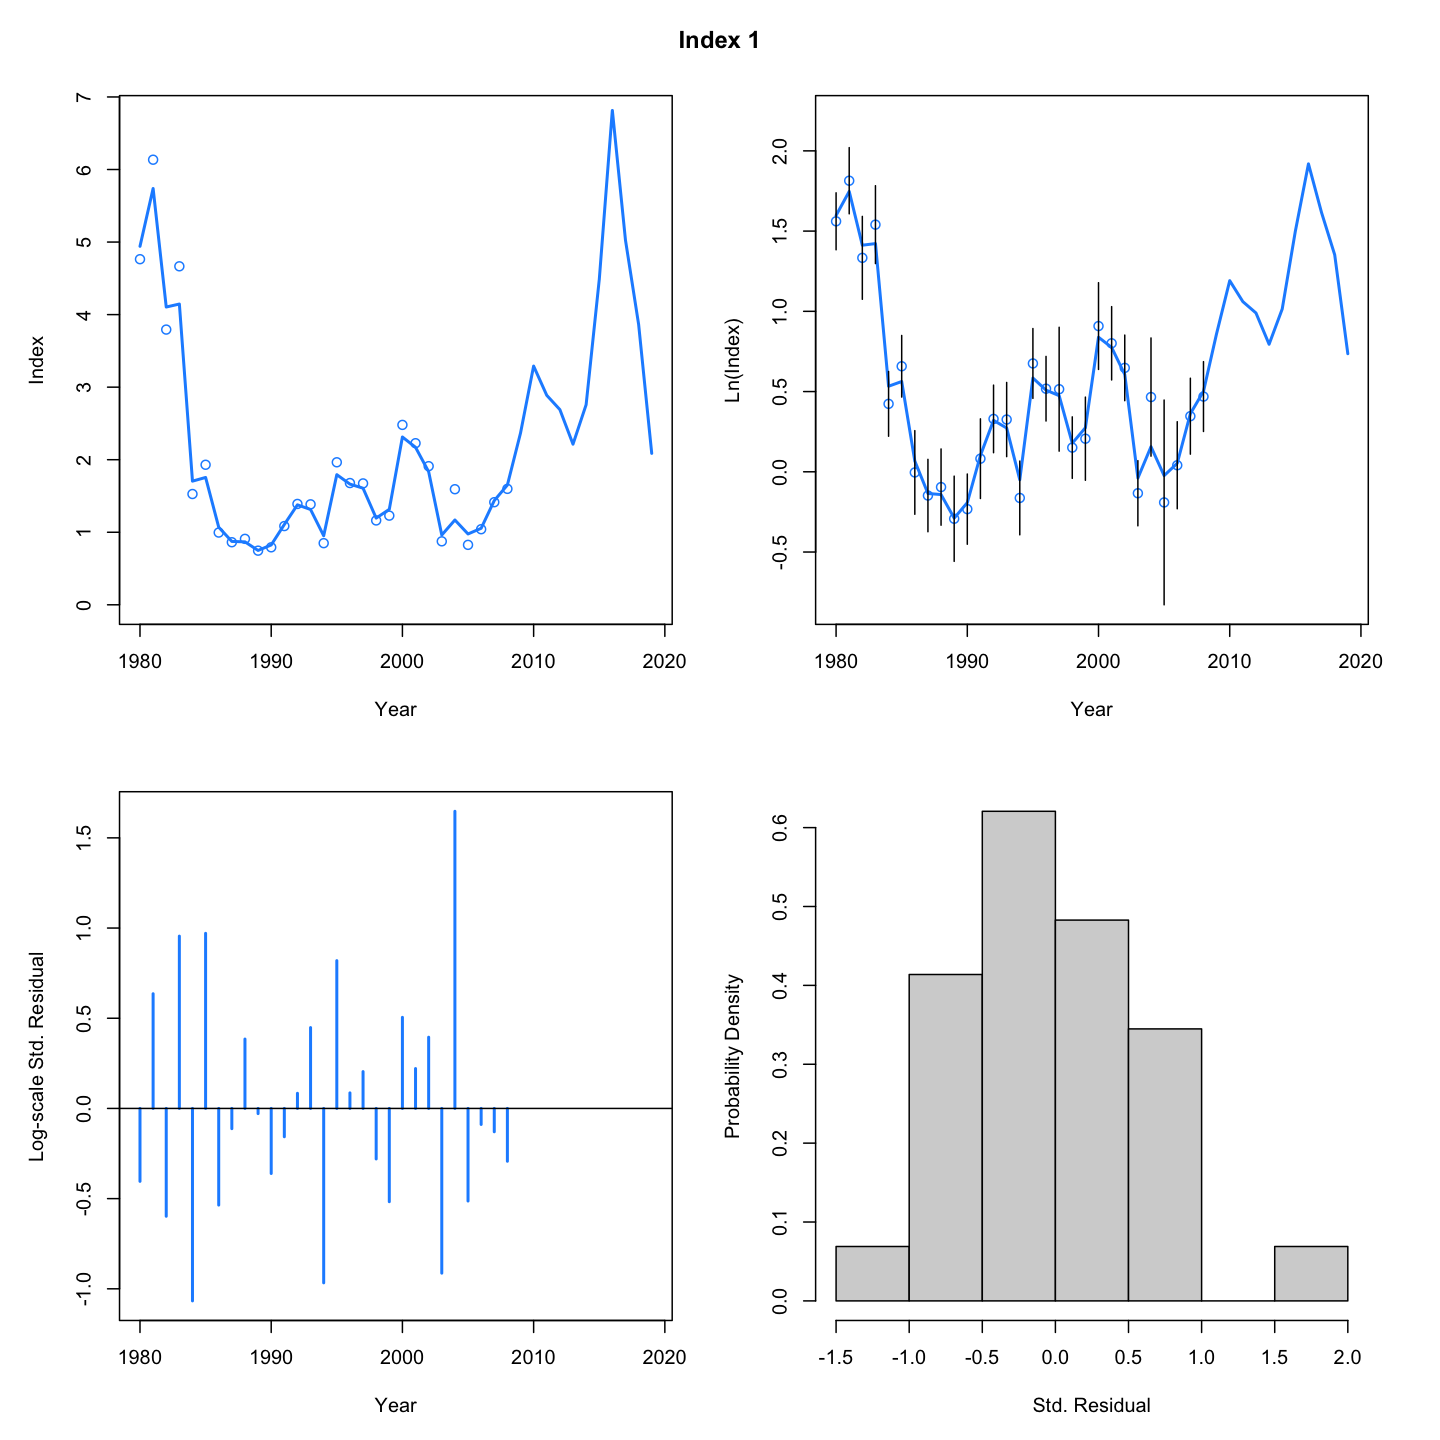 Index 1
7
6
5
4
3
2
1
0
Index
1980 1990 2000 2010 2020
Year
2.0
1.5
1.0
0.5
0.0
-0.5
Ln(Index)
1980 1990 2000 2010 2020
Year
1.5
1.0
0.5
0.0
-0.5
-1.0
Log-scale Std. Residual
1980 1990 2000 2010 2020
Year
0.6
0.5
0.4
0.3
0.2
0.1
0.0
Probability Density
-1.5 -1.0 -0.5 0.0 0.5 1.0 1.5 2.0
Std. Residual